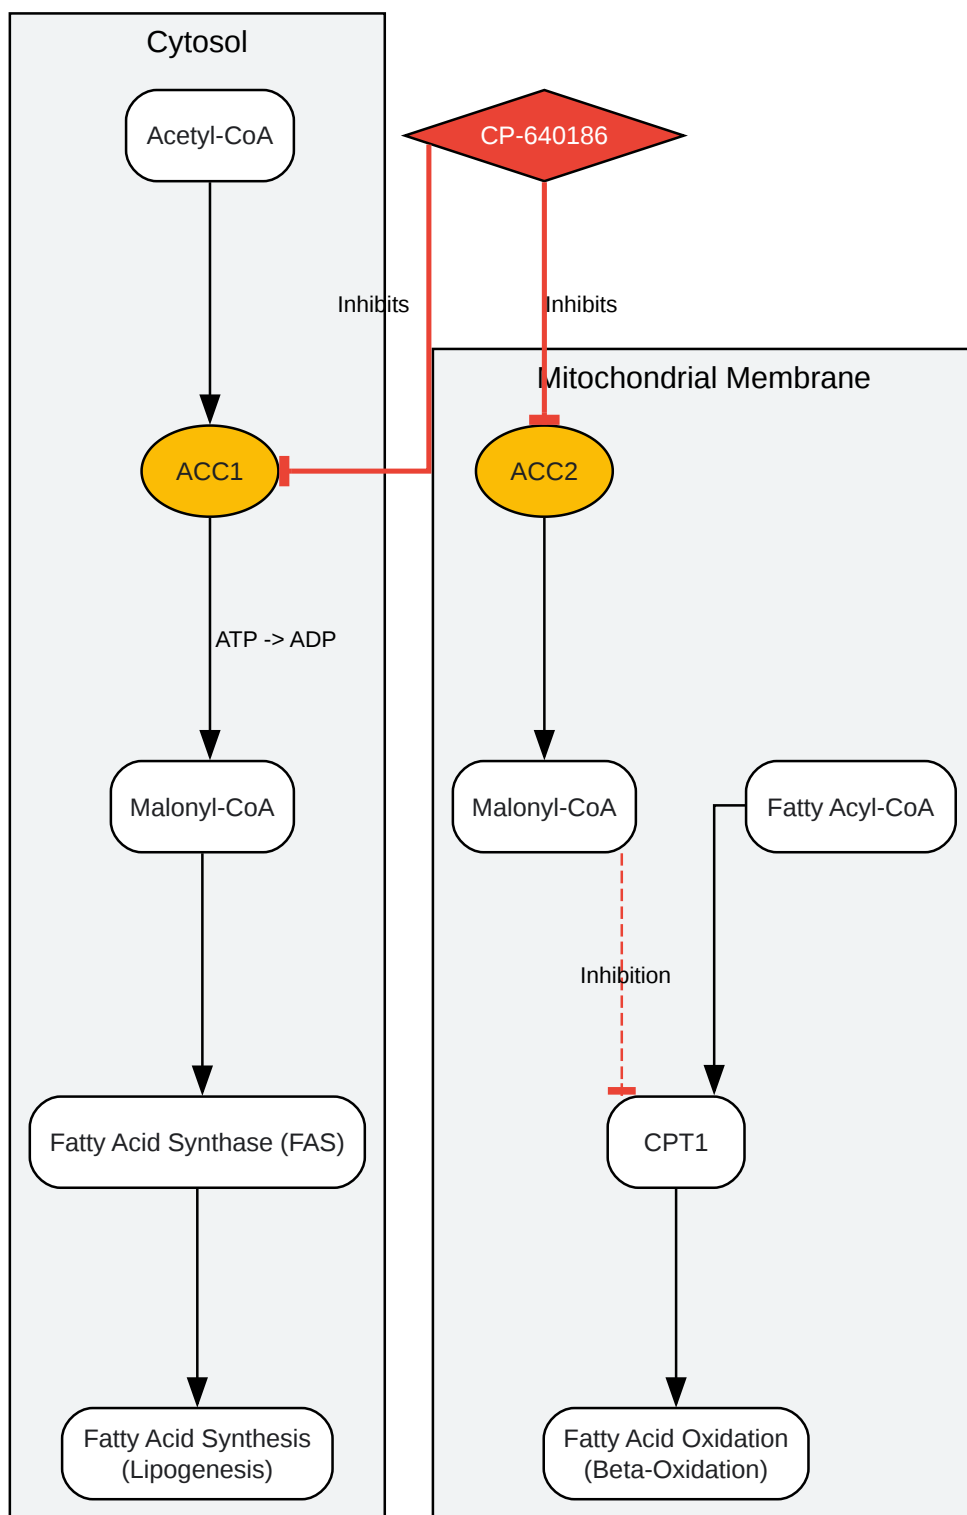 Cytosol
Acetyl-CoA
CP-640186
Inhibits
Inhibits
Mitochondrial Membrane
ACC1
ACC2
ATP -> ADP
Malonyl-CoA
Malonyl-CoA
Fatty Acyl-CoA
Inhibition
Fatty Acid Synthase (FAS)
CPT1
Fatty Acid Synthesis
(Lipogenesis)
Fatty Acid Oxidation
(Beta-Oxidation)